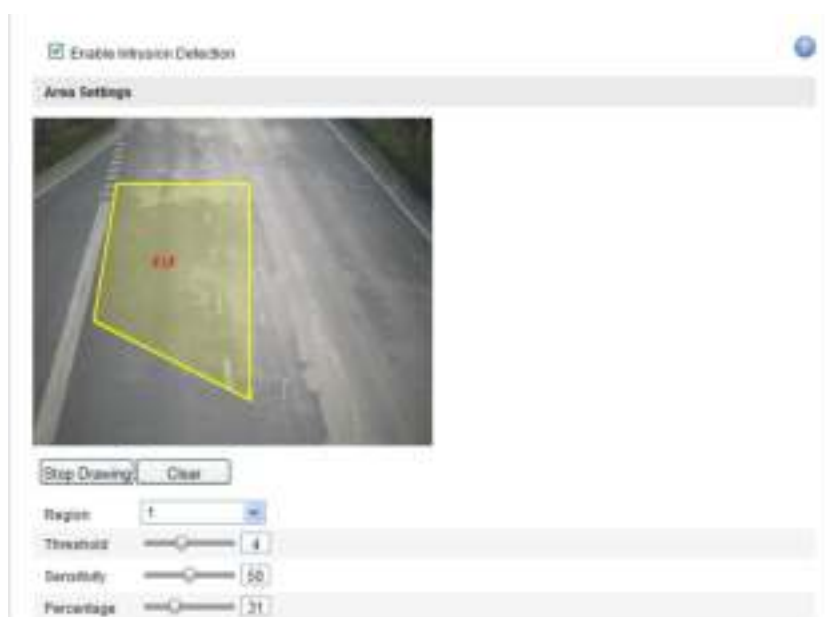 Enable Intrusion Detection
Area Settings
Stop Drawing Clear
Region 1
Threshold 4
Sensitivity 50
Percentage 31